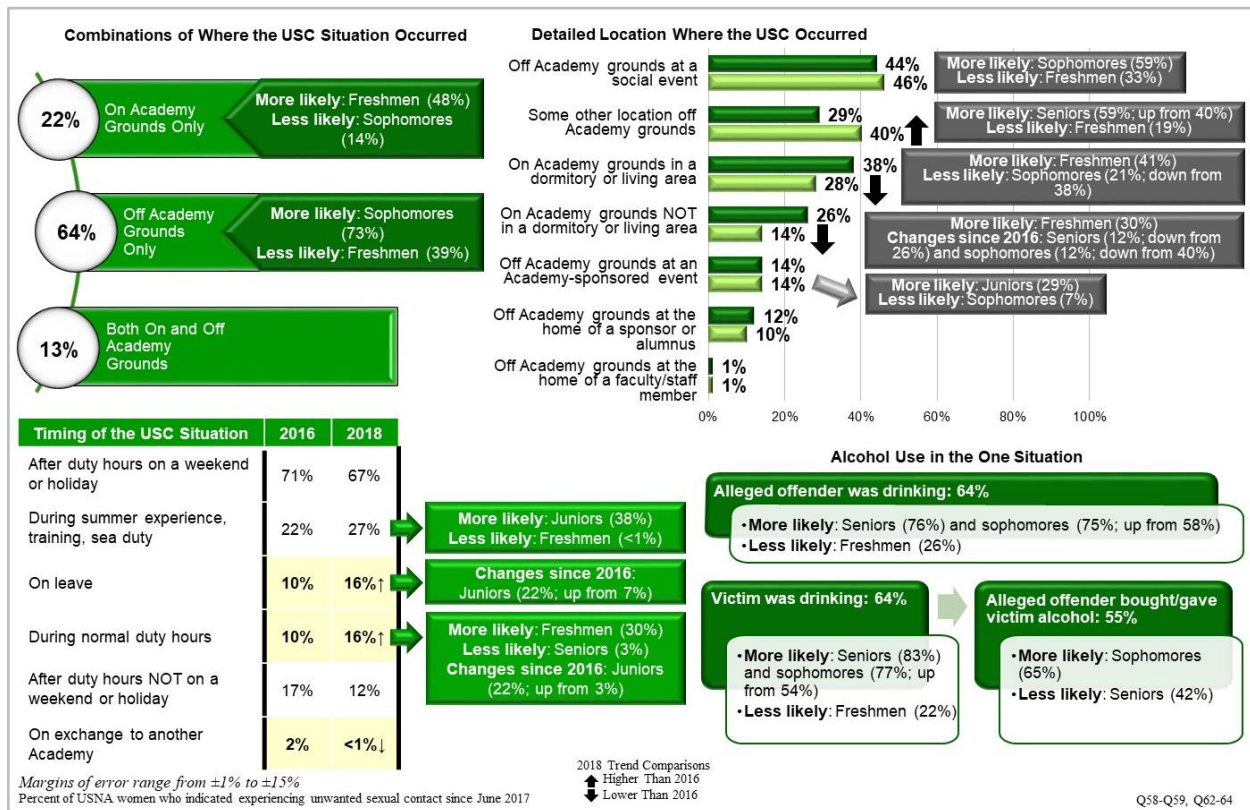 Combinations of Where the USC Situation Occurred
22%
On Academy
Grounds Only
More likely: Freshmen (48%)
Less likely: Sophomores
(14%)
64%
Off Academy
Grounds
Only
More likely: Sophomores
(73%)
Less likely: Freshmen (39%)
13%
Both On and Off
Academy
Grounds
Detailed Location Where the USC Occurred
Off Academy grounds at a
social event
44%
46%
More likely: Sophomores (59%)
Less likely: Freshmen (33%)
Some other location off
Academy grounds
29%
40%
More likely: Seniors (59%; up from 40%)
Less likely: Freshmen (19%)
On Academy grounds in a
dormitory or living area
38%
28%
More likely: Freshmen (41%)
Less likely: Sophomores (21%; down from
38%)
On Academy grounds NOT
in a dormitory or living area
26%
14%
More likely: Freshmen (30%)
Changes since 2016: Seniors (12%; down from
26%) and sophomores (12%; down from 40%)
Off Academy grounds at an
Academy-sponsored event
14%
14%
More likely: Juniors (29%)
Less likely: Sophomores (7%)
Off Academy grounds at the
home of a sponsor or
alumnus
12%
10%
Off Academy grounds at the
home of a faculty/staff
member
1%
1%
0% 20% 40% 60% 80% 100%
Timing of the USC Situation 2016 2018
After duty hours on a weekend
or holiday
71% 67%
During summer experience,
training, sea duty
22% 27%
More likely: Juniors (38%)
Less likely: Freshmen (<1%)
On leave 10% 16%↑
Changes since 2016:
Juniors (22%; up from 7%)
During normal duty hours 10% 16%↑
More likely: Freshmen (30%)
Less likely: Seniors (3%)
Changes since 2016: Juniors
(22%; up from 3%)
After duty hours NOT on a
weekend or holiday
17% 12%
On exchange to another
Academy
2% <1%↓
Alcohol Use in the One Situation
Alleged offender was drinking: 64%
•More likely: Seniors (76%) and sophomores (75%; up from 58%)
•Less likely: Freshmen (26%)
Victim was drinking: 64%
•More likely: Seniors (83%)
and sophomores (77%; up
from 54%)
•Less likely: Freshmen (22%)
Alleged offender bought/gave
victim alcohol: 55%
•More likely: Sophomores
(65%)
•Less likely: Seniors (42%)
Margins of error range from ±1% to ±15%
Percent of USNA women who indicated experiencing unwanted sexual contact since June 2017
2018 Trend Comparisons
Higher Than 2016
Lower Than 2016
Q58-Q59, Q62-64